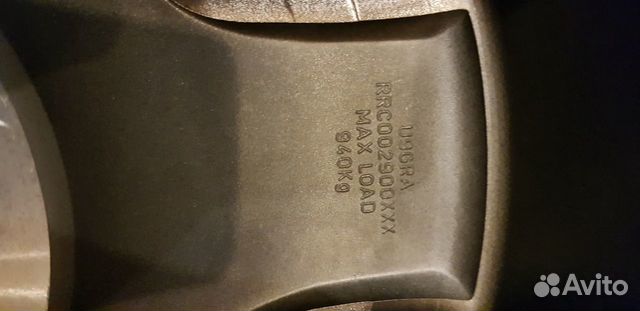 U96RA
RRC002900XXX
MAX LOAD
940Kg
Avito